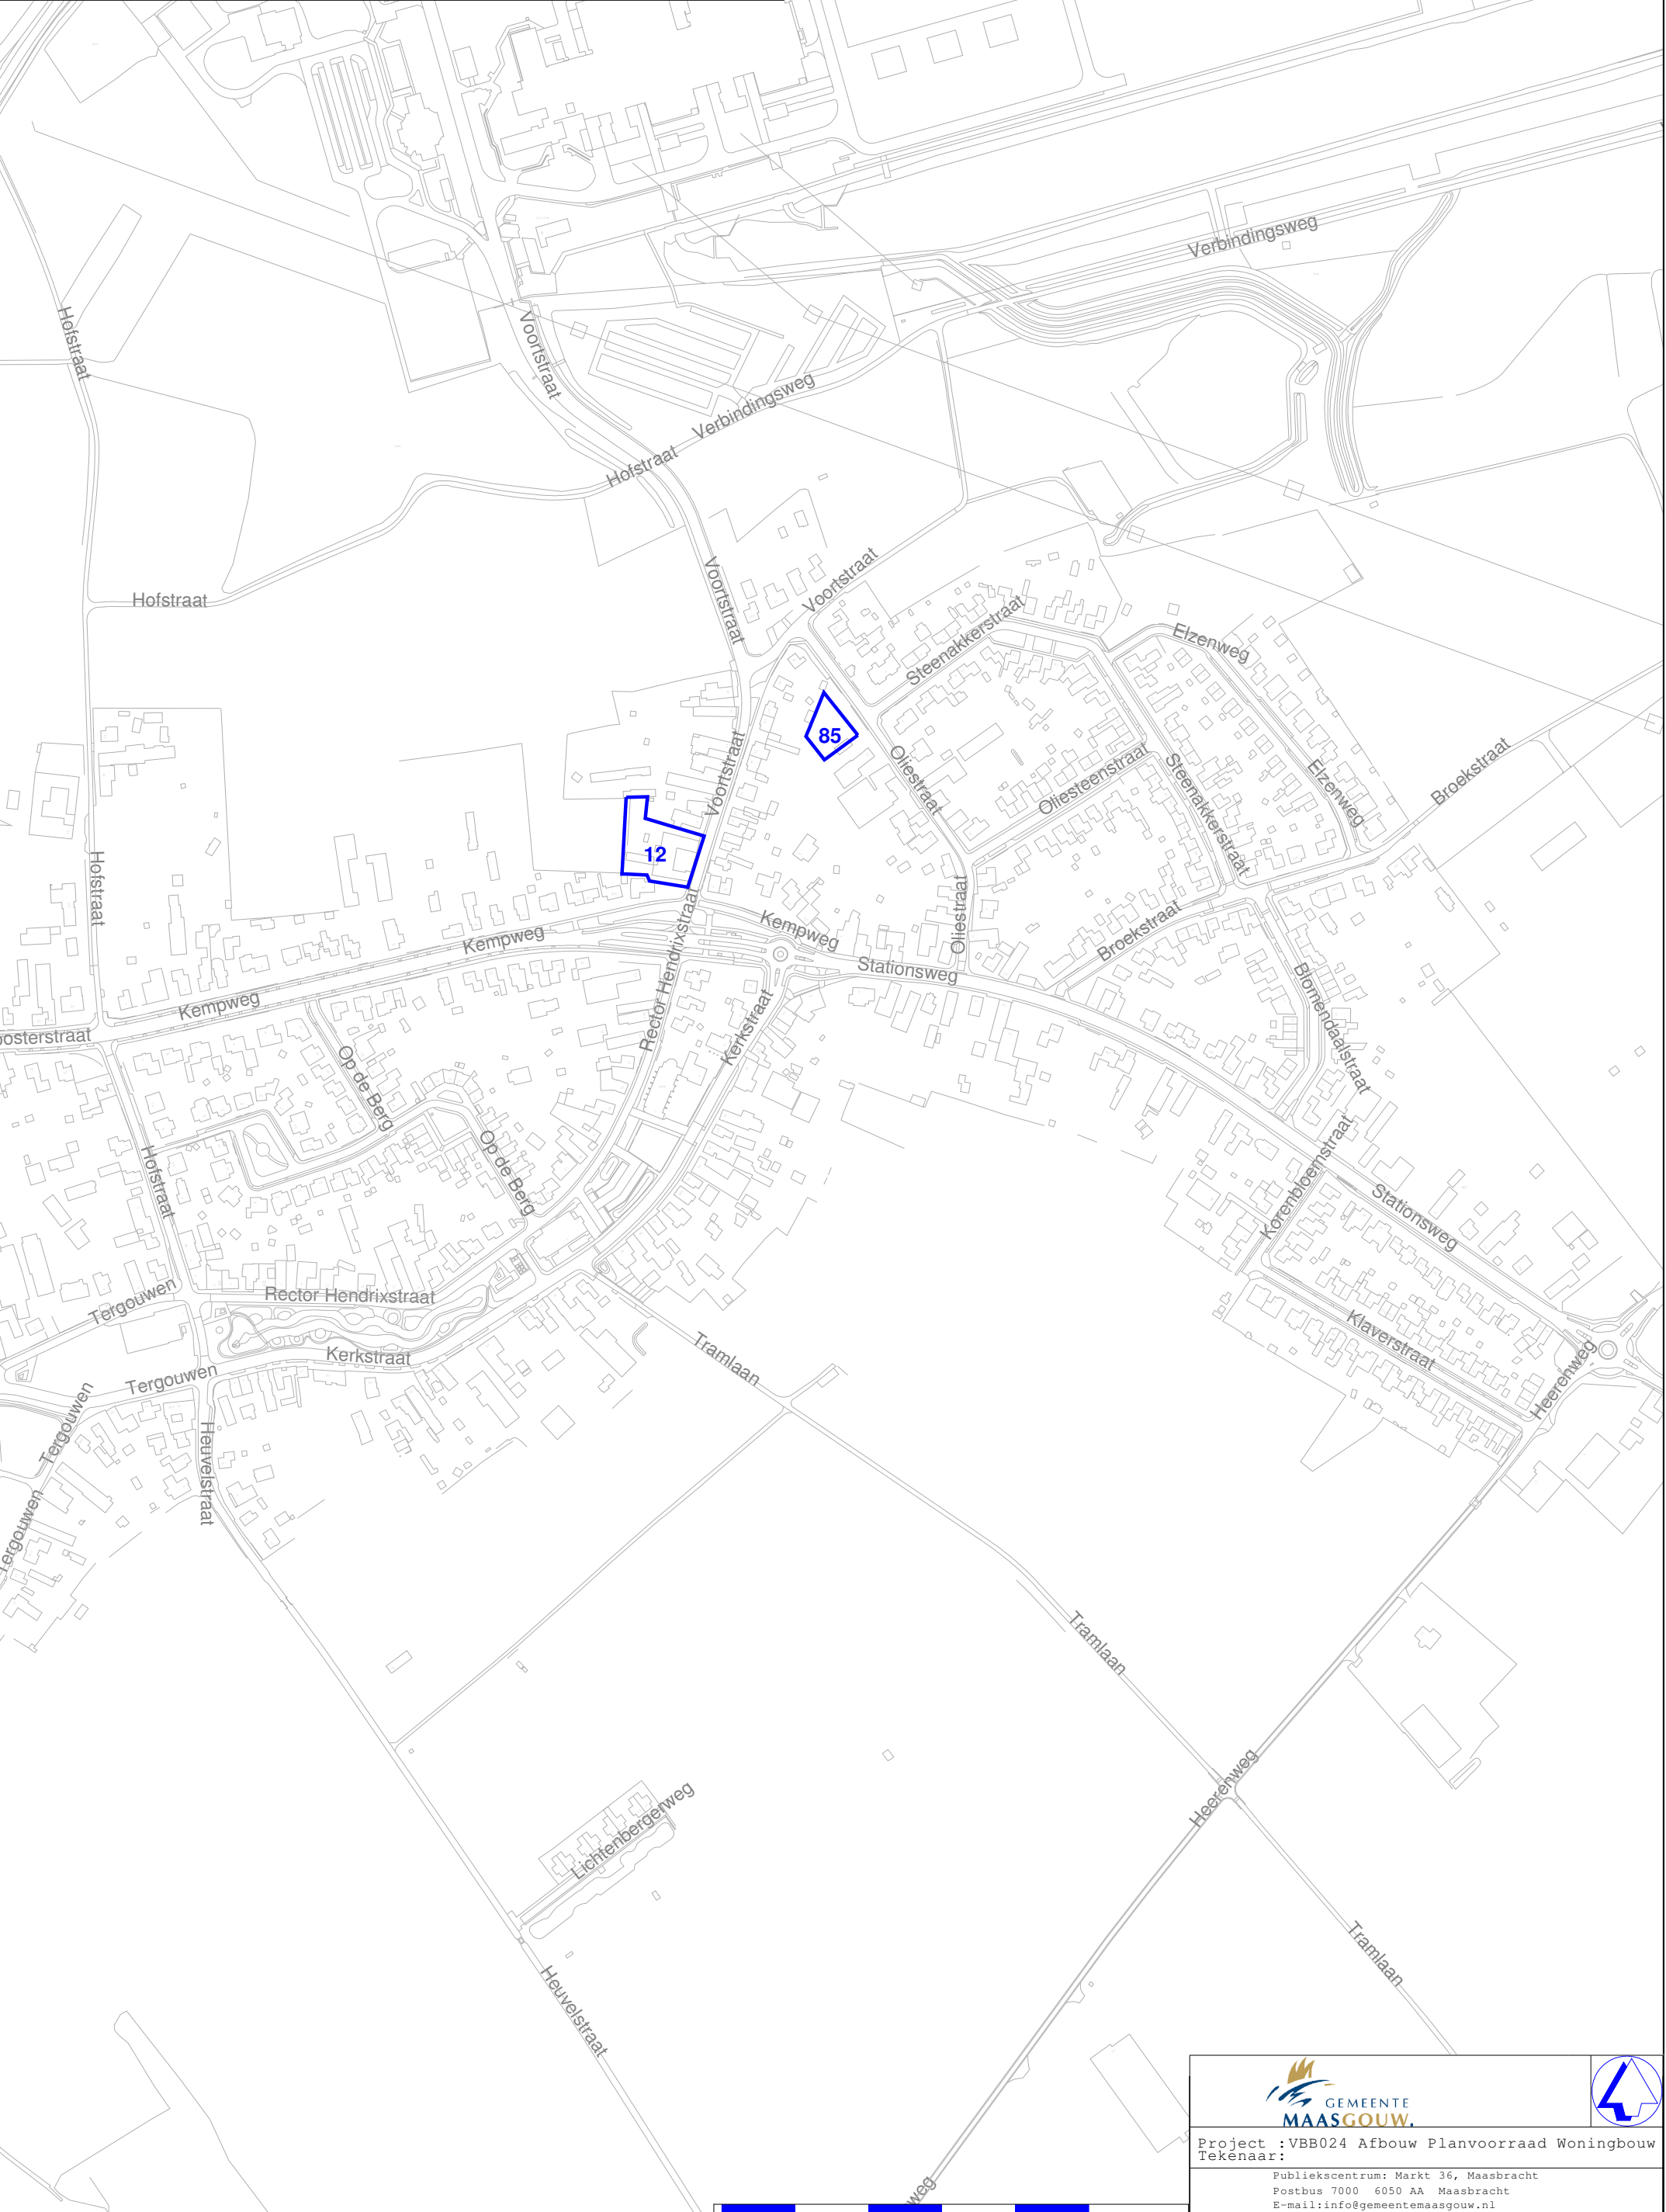 Verbindingsweg
Hofstraat
Voortstraat
Verbindingsweg
Hofstraat
Voortstraat
Voortstraat
Hofstraat
Steenakkerstraat
Elzenweg
85
Voortstraat
Oliestraat
Oliesteenstraat
Steenakkerstraat
Elzenweg
Broekstraat
12
Hofstraat
Oliestraat
Kempweg
Kempweg
Broekstraat
Stationsweg
Rector Hendrixstraat
Kempweg
Kerkstraat
Blomendaalstraat
oosterstraat
Op de Berg
Hofstraat
Op de Berg
Korenbloemstraat
Stationsweg
Tergouwen
Rector Hendrixstraat
Kerkstraat
Tramlaan
Klaverstraat
Heerenweg
Tergouwen
Tergouwen
Heuvelstraat
Tergouwen
Tramlaan
Heerenweg
Lichtenbergerweg
Tramlaan
Heuvelstraat
weg
GEMEENTE
MAASGOUW.
Project :VBB024 Afbouw Planvoorraad Woningbouw
Tekenaar:
Publiekscentrum: Markt 36, Maasbracht
Postbus 7000 6050 AA Maasbracht
E-mail:info@gemeentemaasgouw.nl